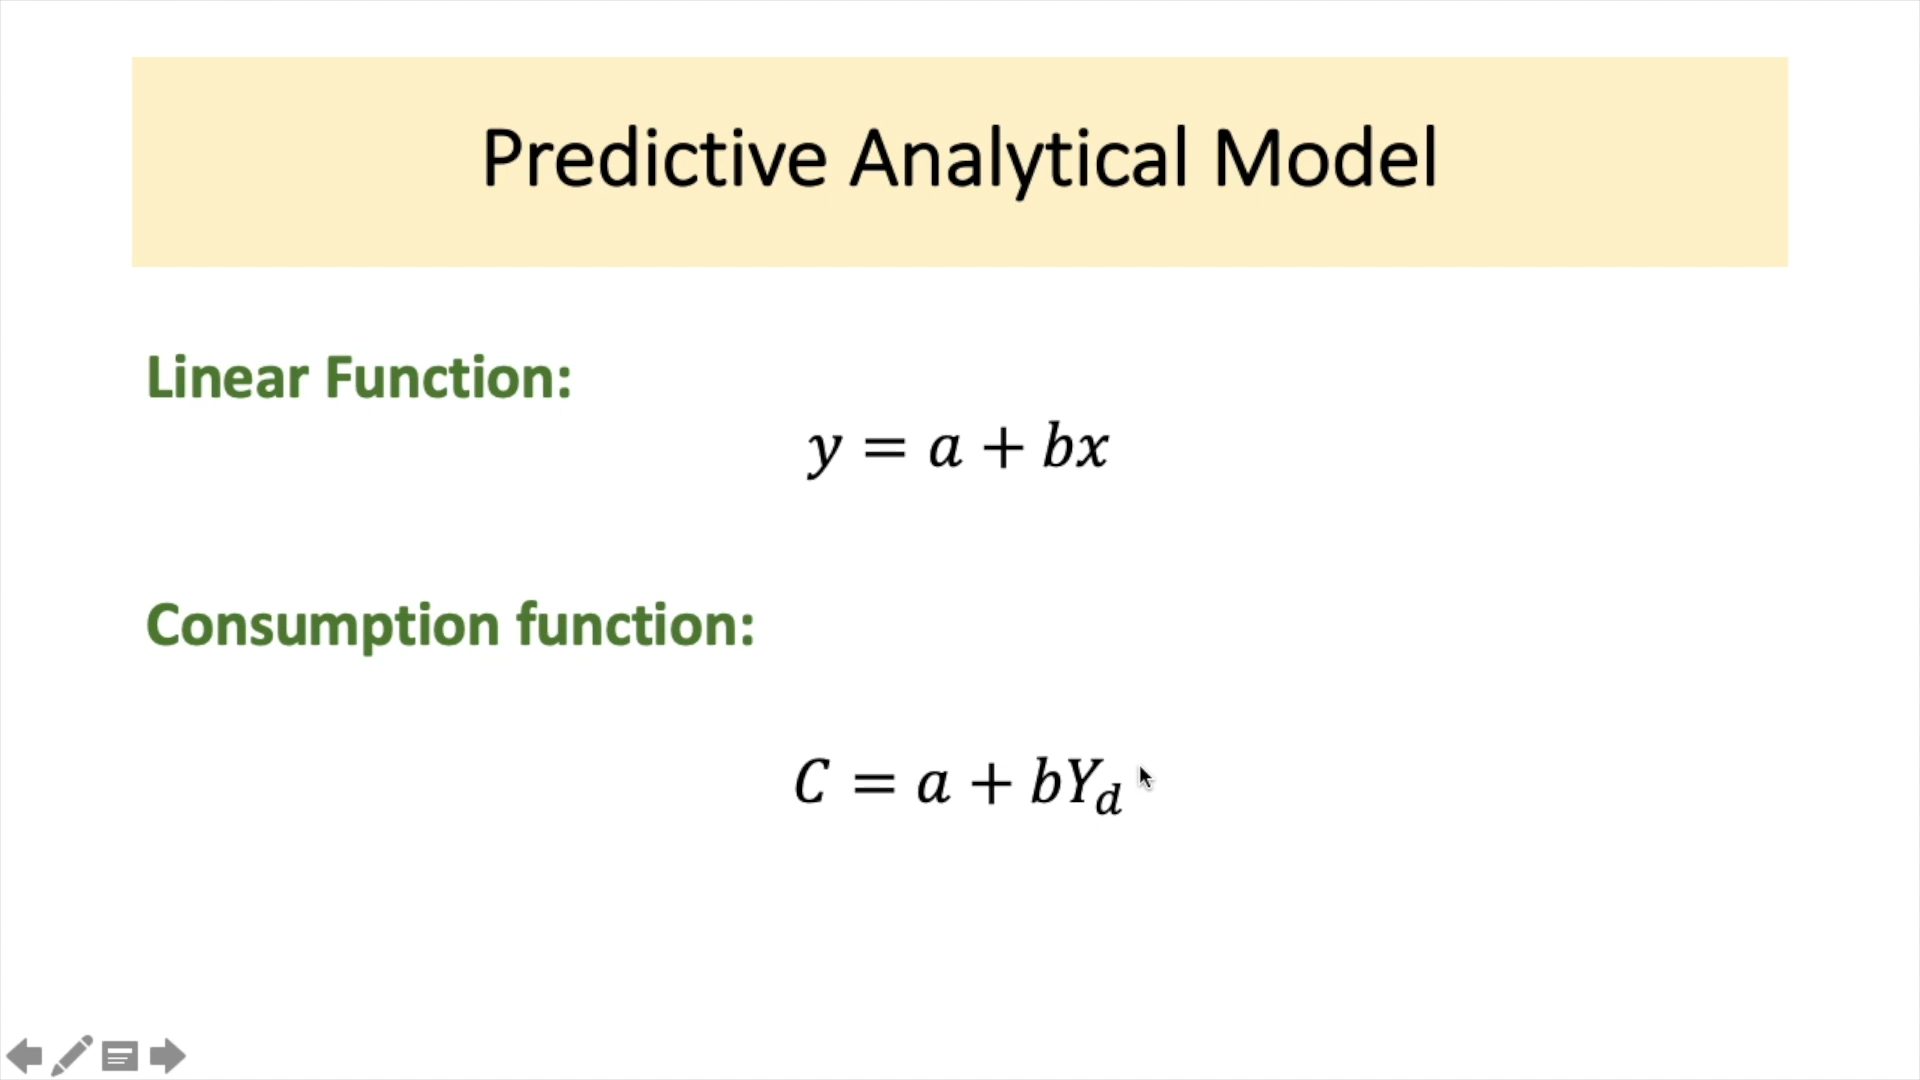 Predictive Analytical Model
Linear Function:
y = a + bx
Consumption function:
C = a + bY_d